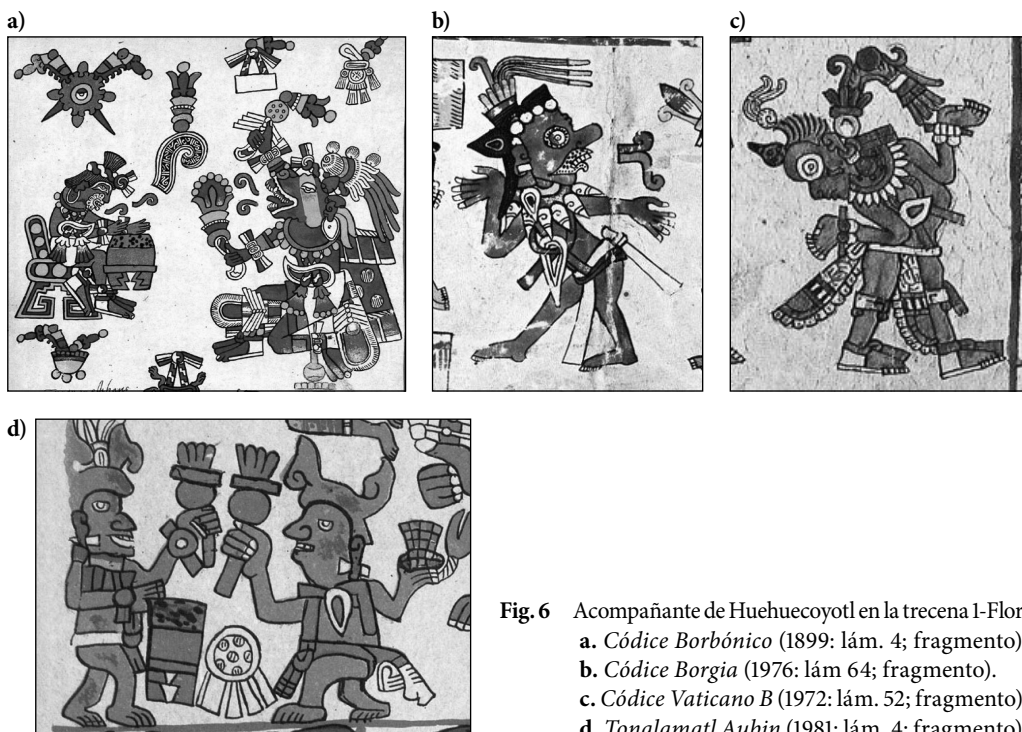 a)
b)
c)
d)
Fig. 6 Acompañante de Huehuecoyotl en la trecena 1-Flor
a. Códice Borbónico (1899: lám. 4; fragmento)
b. Códice Borgia (1976: lám 64; fragmento).
c. Códice Vaticano B (1972: lám. 52; fragmento)
d. Tonalamatl Aubin (1981: lám. 4; fragmento)